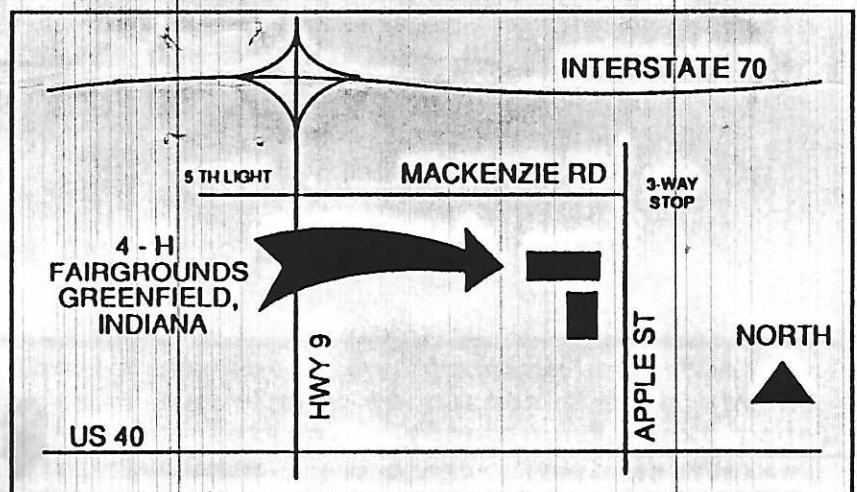 INTERSTATE 70
5 TH LIGHT
MACKENZIE RD
3-WAY
STOP
4 - H
FAIRGROUNDS
GREENFIELD,
INDIANA
HWY 9
APPLE ST
NORTH
US 40